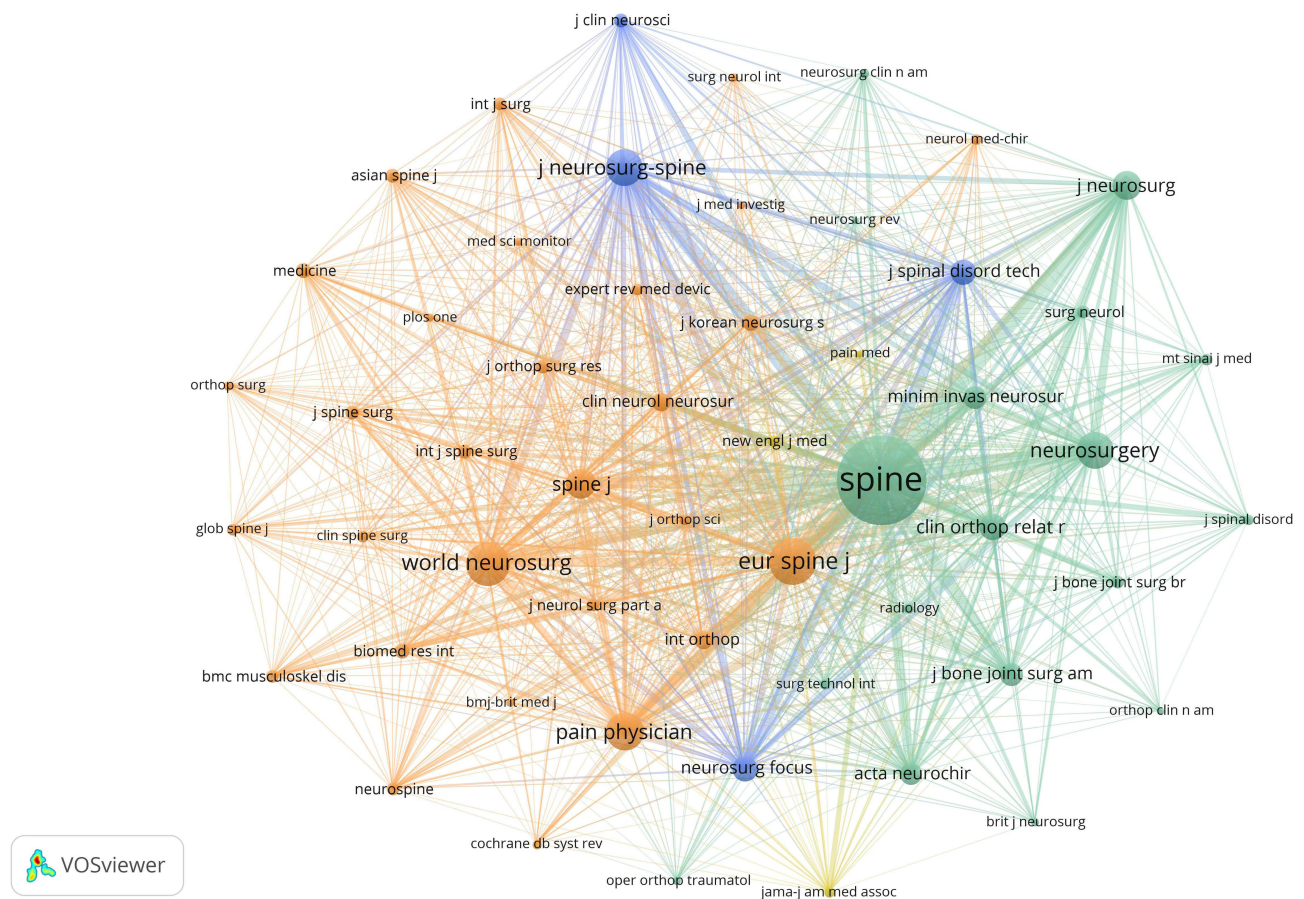 j clin neurosci
surg neurol int
neurosurg clin n am
int j surg
neurol med-chir
j neurosurg-spine
asian spine j
j neurosurg
j med investig
neurosurg rev
med sci monitor
medicine
j spinal disord tech
expert rev med devic
surg neurol
plos one
j korean neurosurg s
pain med
mt sinai j med
j orthop surg res
orthop surg
minim invas neurosur
clin neurol neurosur
j spine surg
new engl j med
int j spine surg
neurosurgery
spine
spine j
j orthop sci
j spinal disord
glob spine j
clin spine surg
clin orthop relat r
world neurosurg
eur spine j
j bone joint surg br
j neurol surg part a
radiology
int orthop
biomed res int
bmc musculoskel dis
j bone joint surg am
surg technol int
bmj-brit med j
orthop clin n am
pain physician
neurosurg focus
acta neurochir
neurospine
brit j neurosurg
cochrane db syst rev
VOSviewer
oper orthop traumatol
jama-j am med assoc